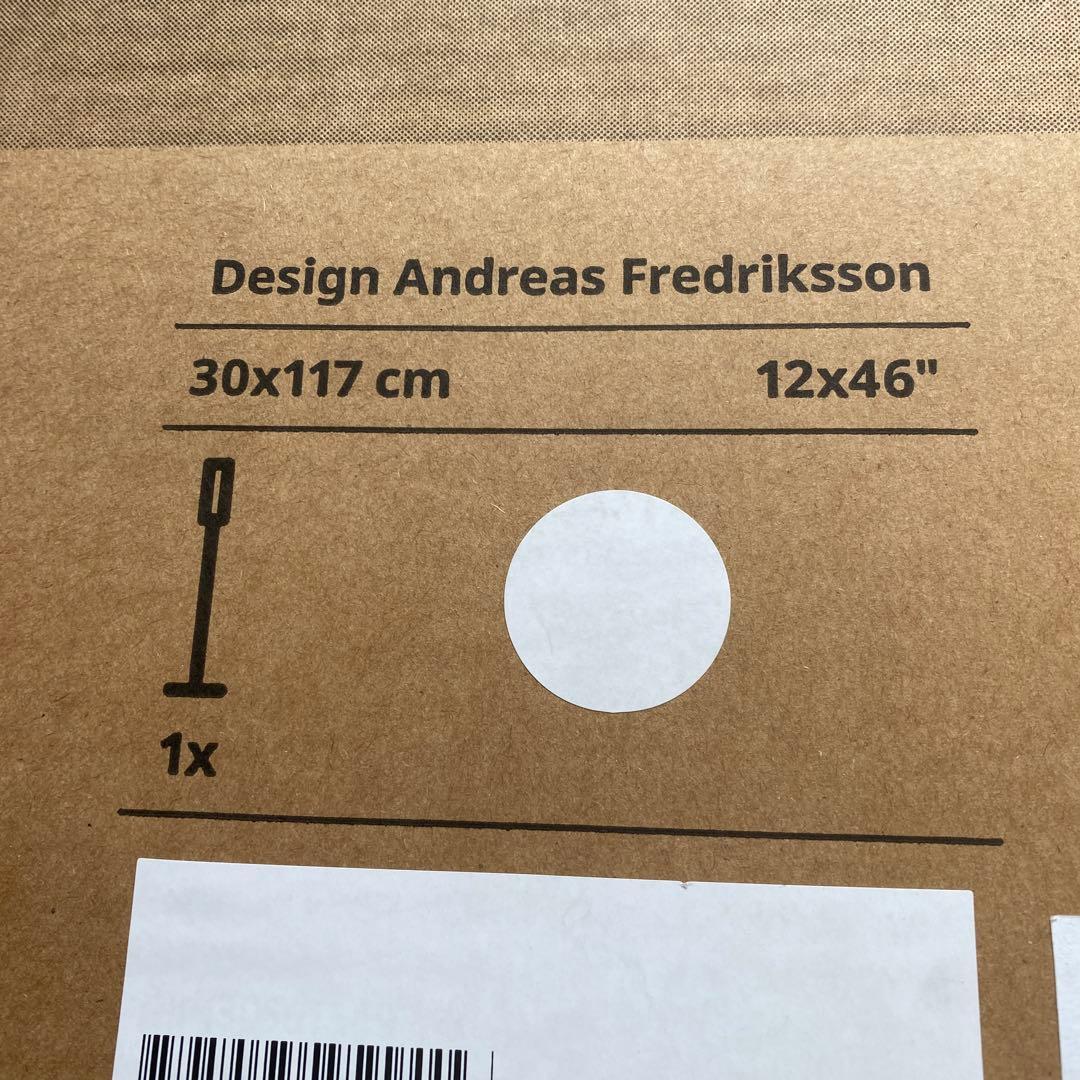 Design Andreas Fredriksson
30x117 cm 12x46"
1x